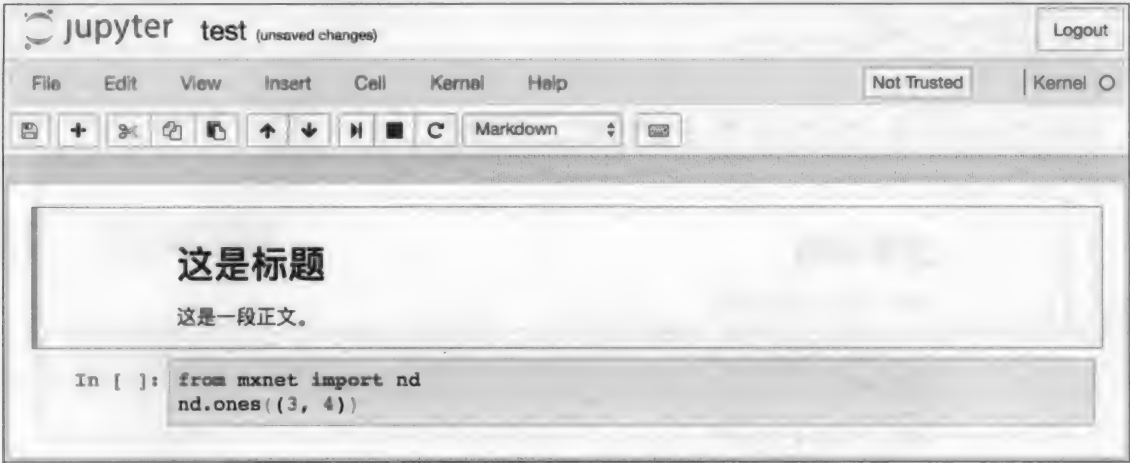 jupyter test (unsaved changes) Logout
File Edit View Insert Cell Kernel Help Not Trusted Kernel
Markdown
这是标题
这是一段正文。
In [ ]: from mxnet import nd
nd.ones((3, 4))